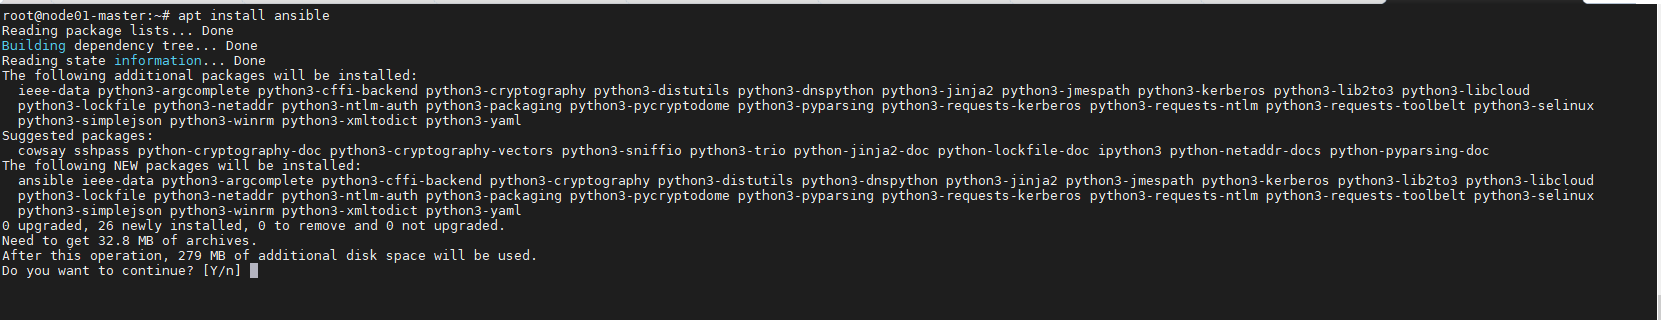 root@node01-master:~# apt install ansible
Reading package lists... Done
Building dependency tree... Done
Reading state information... Done
The following additional packages will be installed:
  ieee-data python3-argcomplete python3-cffi-backend python3-cryptography python3-distutils python3-dnspython python3-jinja2 python3-jmespath python3-kerberos python3-lib2to3 python3-libcloud
  python3-lockfile python3-netaddr python3-ntlm-auth python3-packaging python3-pycryptodome python3-pyparsing python3-requests-kerberos python3-requests-ntlm python3-requests-toolbelt python3-selinux
  python3-simplejson python3-winrm python3-xmltodict python3-yaml
Suggested packages:
  cowsay sshpass python-cryptography-doc python3-cryptography-vectors python3-sniffio python3-trio python-jinja2-doc python-lockfile-doc ipython3 python-netaddr-docs python-pyparsing-doc
The following NEW packages will be installed:
  ansible ieee-data python3-argcomplete python3-cffi-backend python3-cryptography python3-distutils python3-dnspython python3-jinja2 python3-jmespath python3-kerberos python3-lib2to3 python3-libcloud
  python3-lockfile python3-netaddr python3-ntlm-auth python3-packaging python3-pycryptodome python3-pyparsing python3-requests-kerberos python3-requests-ntlm python3-requests-toolbelt python3-selinux
  python3-simplejson python3-winrm python3-xmltodict python3-yaml
0 upgraded, 26 newly installed, 0 to remove and 0 not upgraded.
Need to get 32.8 MB of archives.
After this operation, 279 MB of additional disk space will be used.
Do you want to continue? [Y/n]